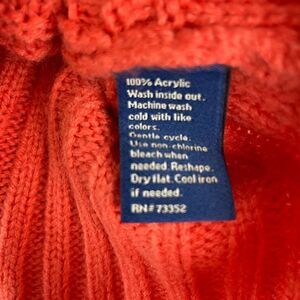 100% Acrylic
Wash inside out.
Machine wash
cold with like
colors.
Gentle cycle.
Use non-chlorine
bleach when
needed. Reshape.
Dry flat. Cool iron
if needed.
RN# 73352